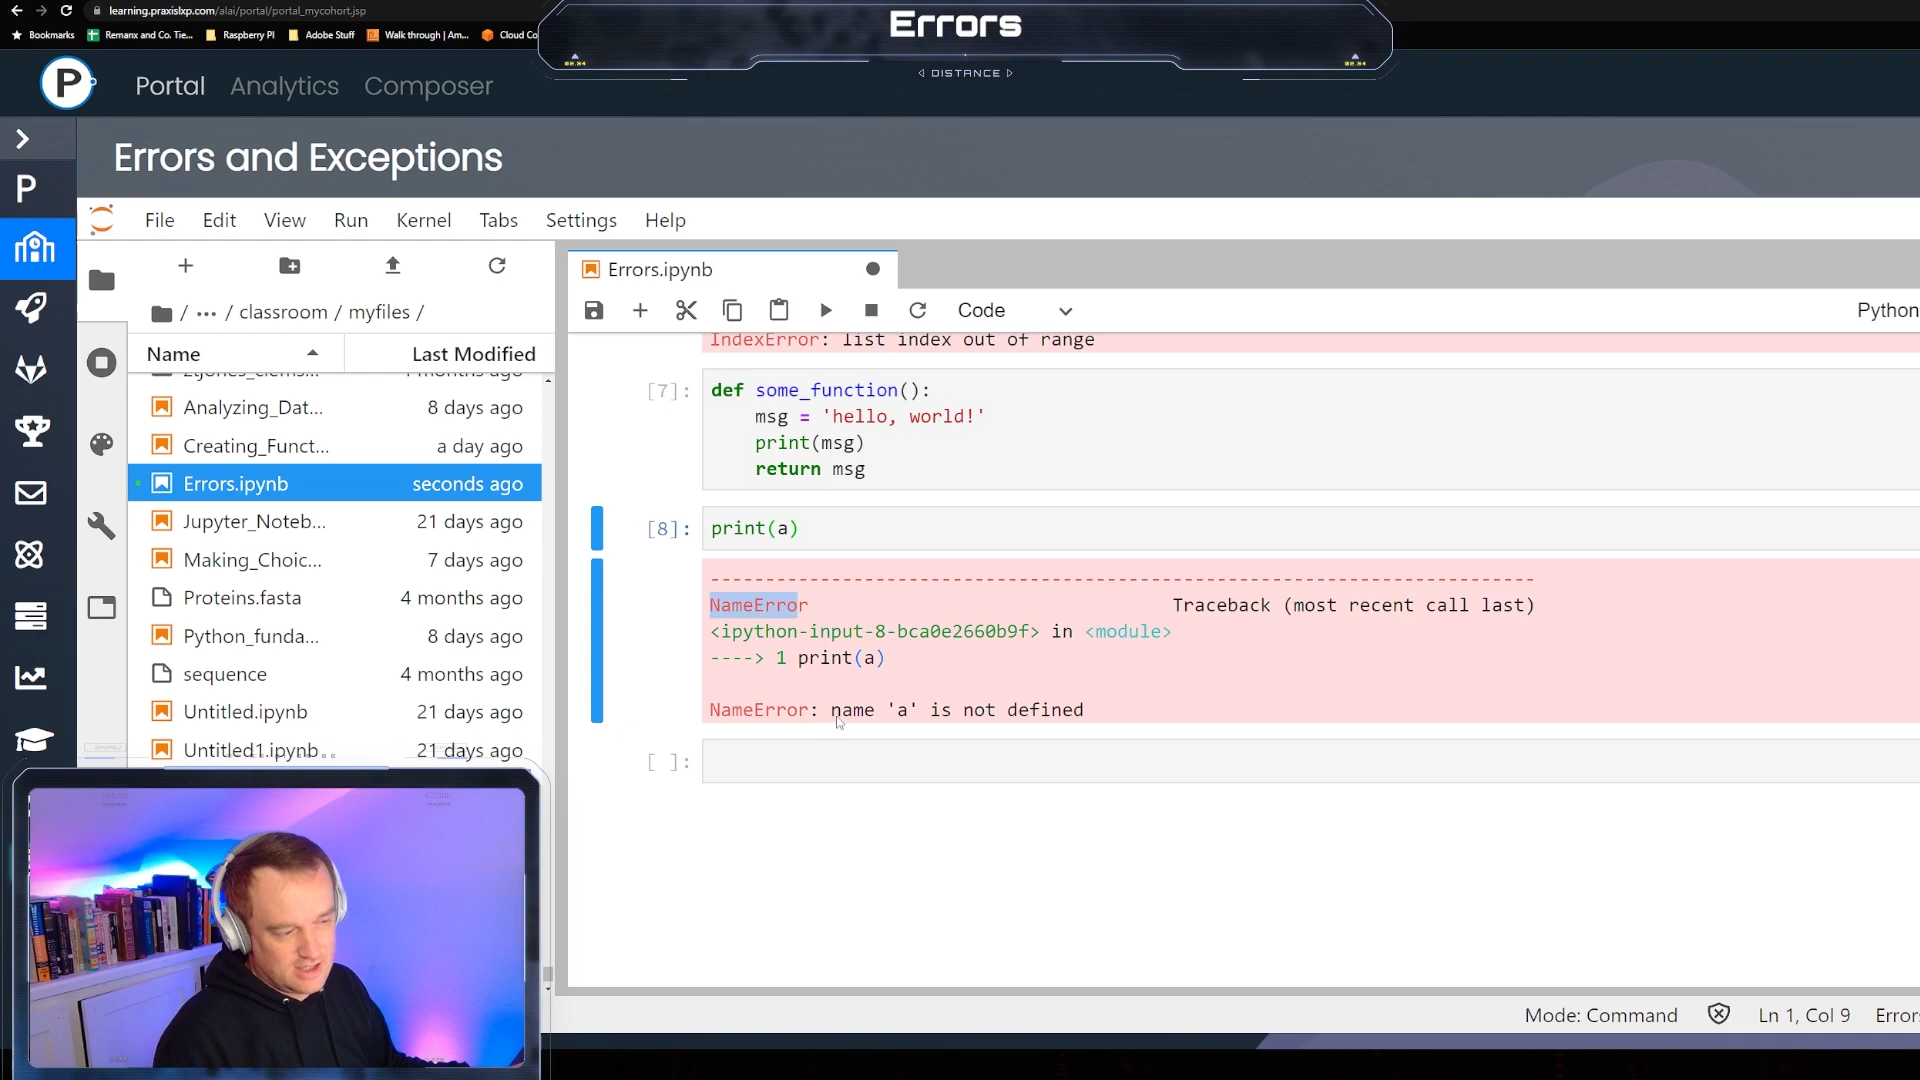 learning.praxislxp.com/alai/portal/portal_mycohort.jsp
Bookmarks
Remanx and Co. Tie...
Raspberry PI
Adobe Stuff
Walk through | Am...
Cloud Co
Errors
DISTANCE
02.34
02.34
P
Portal
Analytics
Composer
Errors and Exceptions
P
File
Edit
View
Run
Kernel
Tabs
Settings
Help
/ ... / classroom / myfiles /
Name
Last Modified
Analyzing_Dat... 8 days ago
Creating_Funct... a day ago
Errors.ipynb seconds ago
Jupyter_Noteb... 21 days ago
Making_Choic... 7 days ago
Proteins.fasta 4 months ago
Python_funda... 8 days ago
sequence 4 months ago
Untitled.ipynb 21 days ago
Untitled1.ipynb 21 days ago
Errors.ipynb
Code
Python
IndexError: list index out of range
[7]: def some_function():
msg = 'hello, world!'
print(msg)
return msg
[8]: print(a)
---------------------------------------------------------------------------
NameError Traceback (most recent call last)
<ipython-input-8-bca0e2660b9f> in <module>
----> 1 print(a)
NameError: name 'a' is not defined
[ ]:
Mode: Command
Ln 1, Col 9
Errors